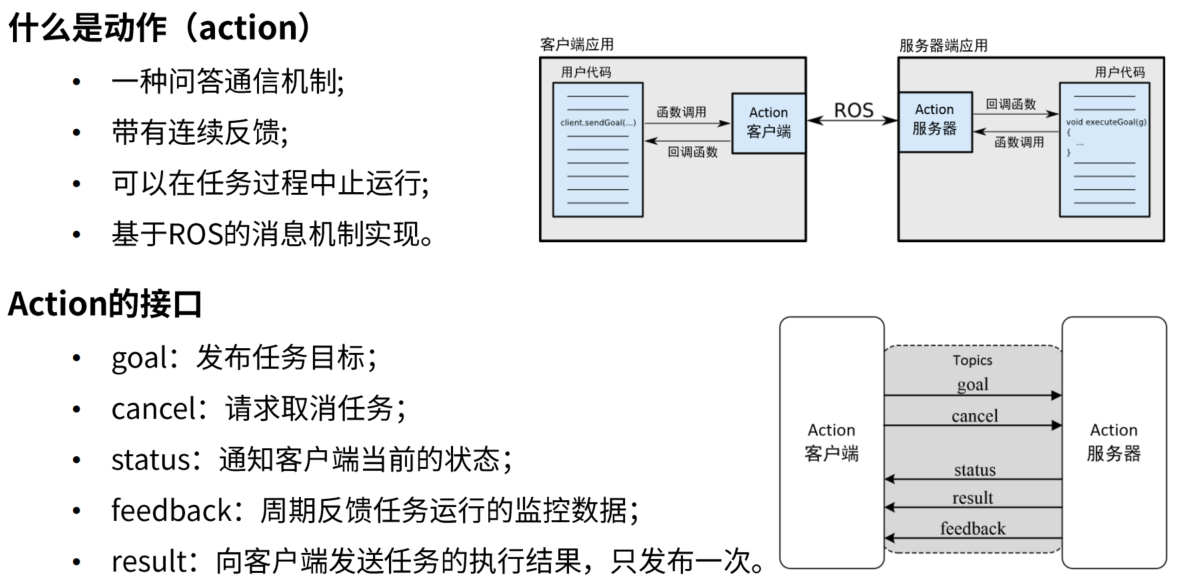 什么是动作（action）
• 一种问答通信机制;
• 带有连续反馈;
• 可以在任务过程中止运行;
• 基于ROS的消息机制实现。
客户端应用
用户代码
client.sendGoal(...)
函数调用
回调函数
Action
客户端
ROS
服务器端应用
Action
服务器
回调函数
函数调用
用户代码
void executeGoal(g)
{
...
}
Action的接口
• goal：发布任务目标；
• cancel：请求取消任务；
• status：通知客户端当前的状态；
• feedback：周期反馈任务运行的监控数据；
• result：向客户端发送任务的执行结果，只发布一次。
Action
客户端
Topics
goal
cancel
status
result
feedback
Action
服务器